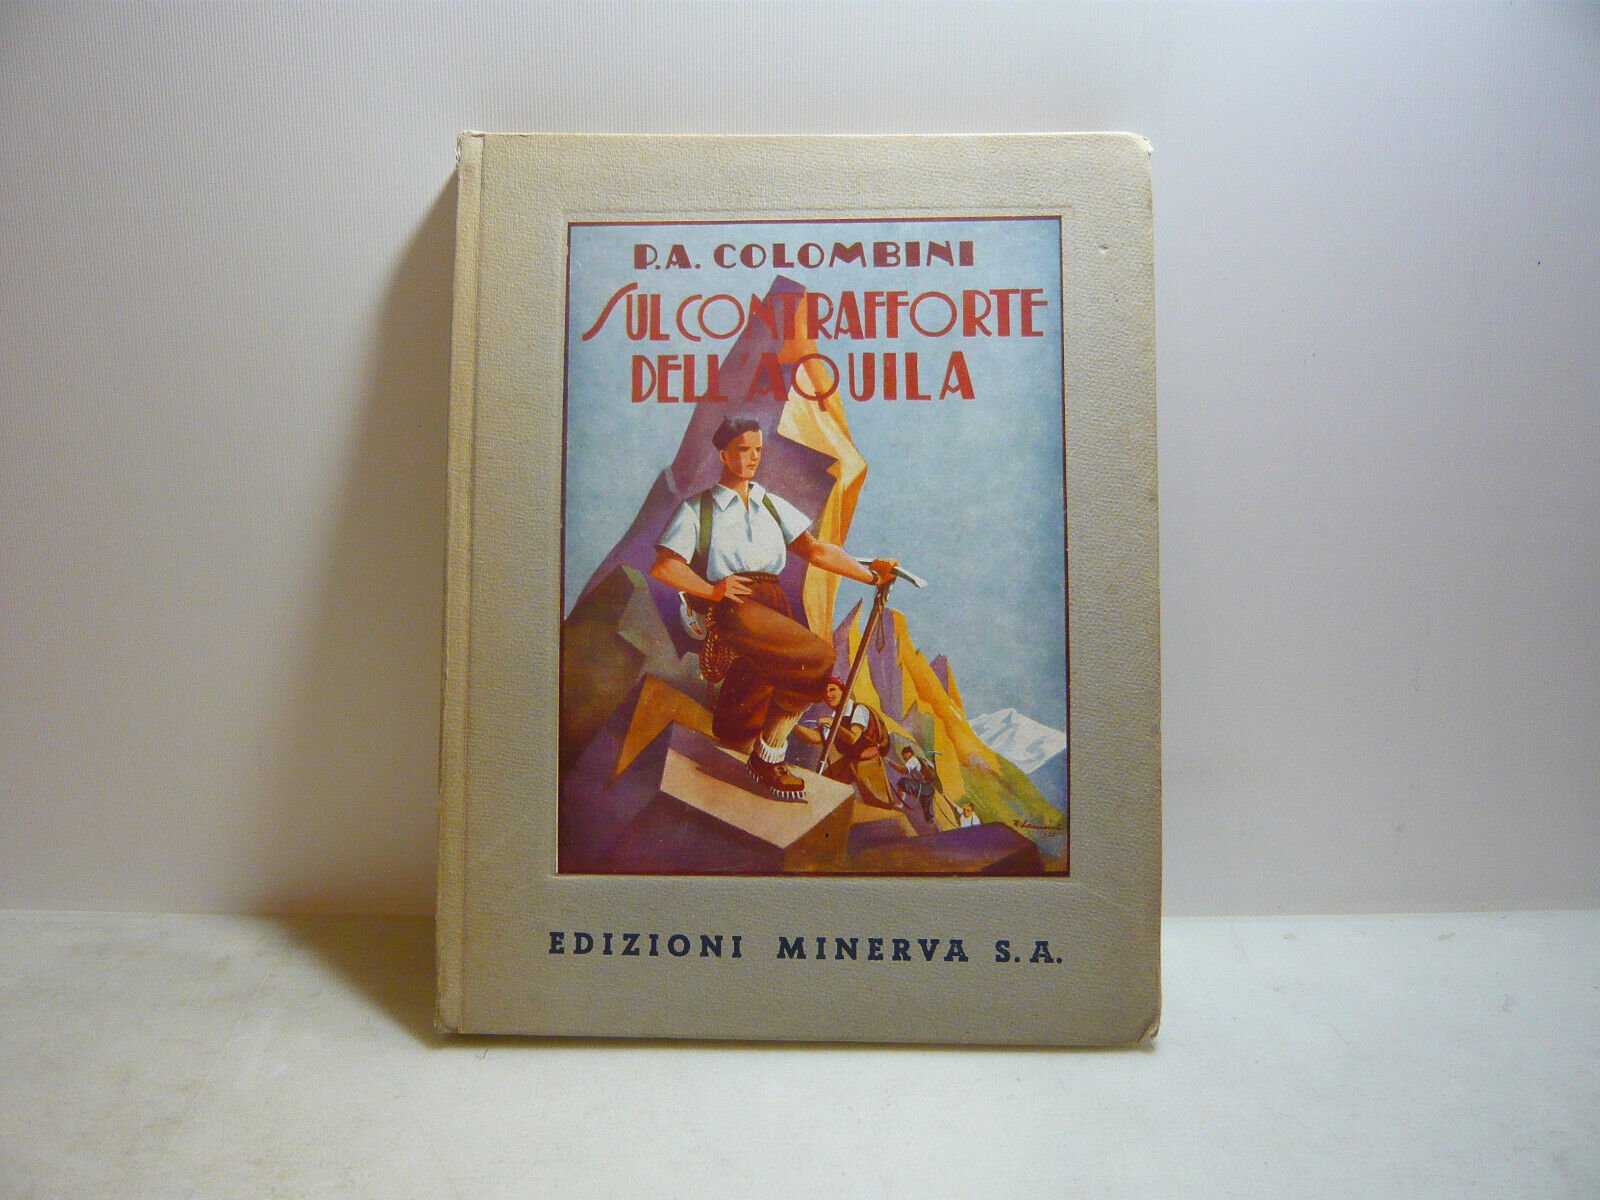 P.A. COLOMBINI
SUL CONTRAFFORTE
DELL'AQUILA
EDIZIONI MINERVA S.A.